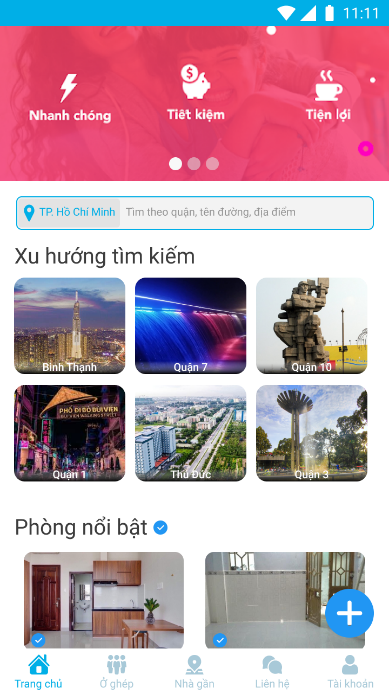 11:11
Nhanh chóng
Tiết kiệm
Tiện lợi
TP. Hồ Chí Minh
Tìm theo quận, tên đường, địa điểm
Xu hướng tìm kiếm
Bình Thạnh
Quận 7
Quận 10
PHỐ ĐI BỘ BÙI VIỆN
BUI VIEN WALKING STREET
Quận 1
Thủ Đức
Quận 3
Phòng nổi bật
Trang chủ
Ở ghép
Nhà gần
Liên hệ
Tài khoản